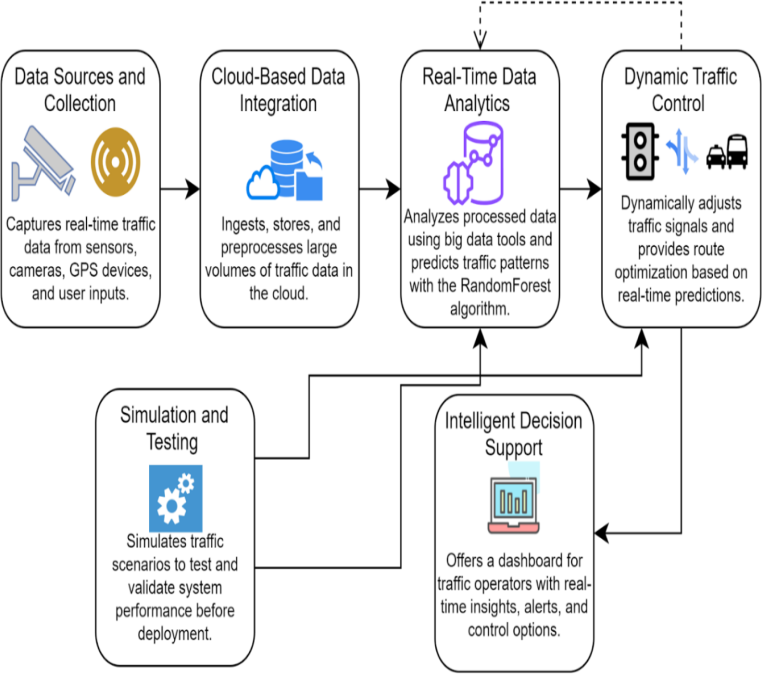 Data Sources and
Collection
Captures real-time traffic
data from sensors,
cameras, GPS devices,
and user inputs.
Cloud-Based Data
Integration
Ingests, stores, and
preprocesses large
volumes of traffic data in
the cloud.
Real-Time Data
Analytics
Analyzes processed data
using big data tools and
predicts traffic patterns
with the RandomForest
algorithm.
Dynamic Traffic
Control
Dynamically adjusts
traffic signals and
provides route
optimization based on
real-time predictions.
Simulation and
Testing
Simulates traffic
scenarios to test and
validate system
performance before
deployment.
Intelligent Decision
Support
Offers a dashboard for
traffic operators with real-
time insights, alerts, and
control options.